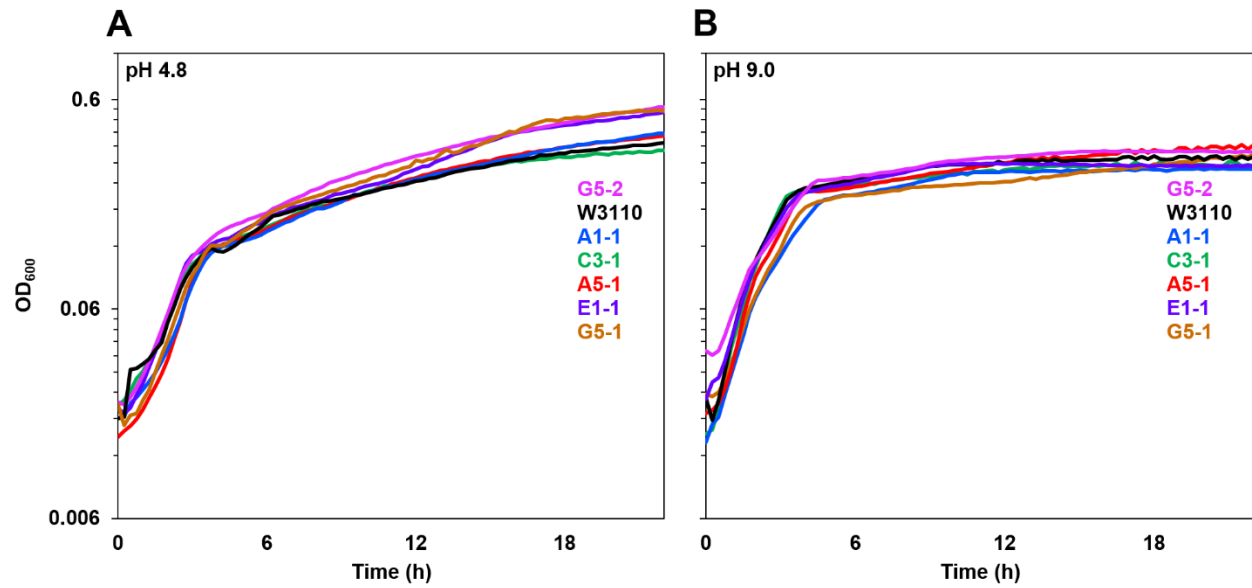 A
pH 4.8
OD600
0.6
0.06
0.006
G5-2
W3110
A1-1
C3-1
A5-1
E1-1
G5-1
0 6 12 18
Time (h)
B
pH 9.0
G5-2
W3110
A1-1
C3-1
A5-1
E1-1
G5-1
0 6 12 18
Time (h)